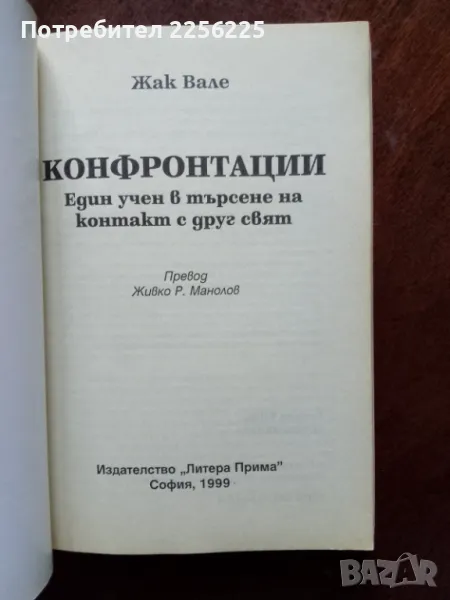 Потребител 2256225
Жак Вале
КОНФРОНТАЦИИ
Един учен в търсене на
контакт с друг свят
Превод
Живко Р. Манолов
Издателство „Литера Прима"
София, 1999
BAZAR